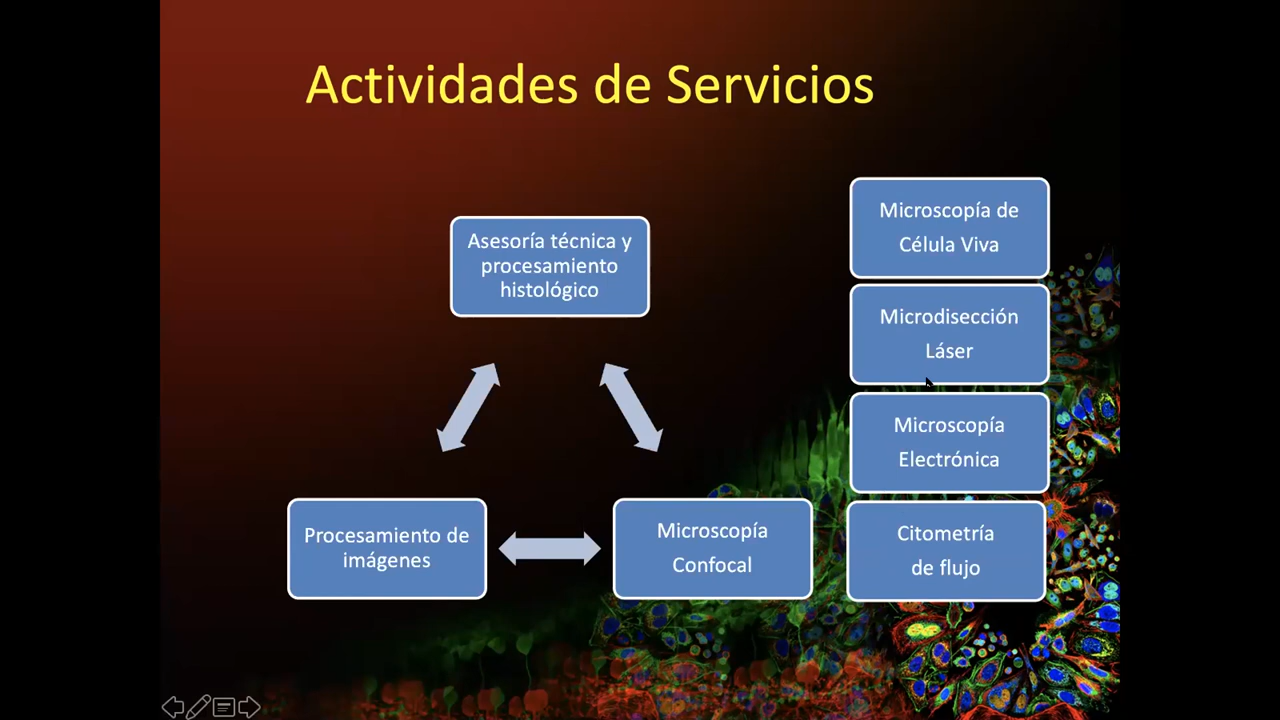 Actividades de Servicios
Asesoría técnica y
procesamiento
histológico
Procesamiento de
imágenes
Microscopía
Confocal
Microscopía de
Célula Viva
Microdisección
Láser
Microscopía
Electrónica
Citometría
de flujo